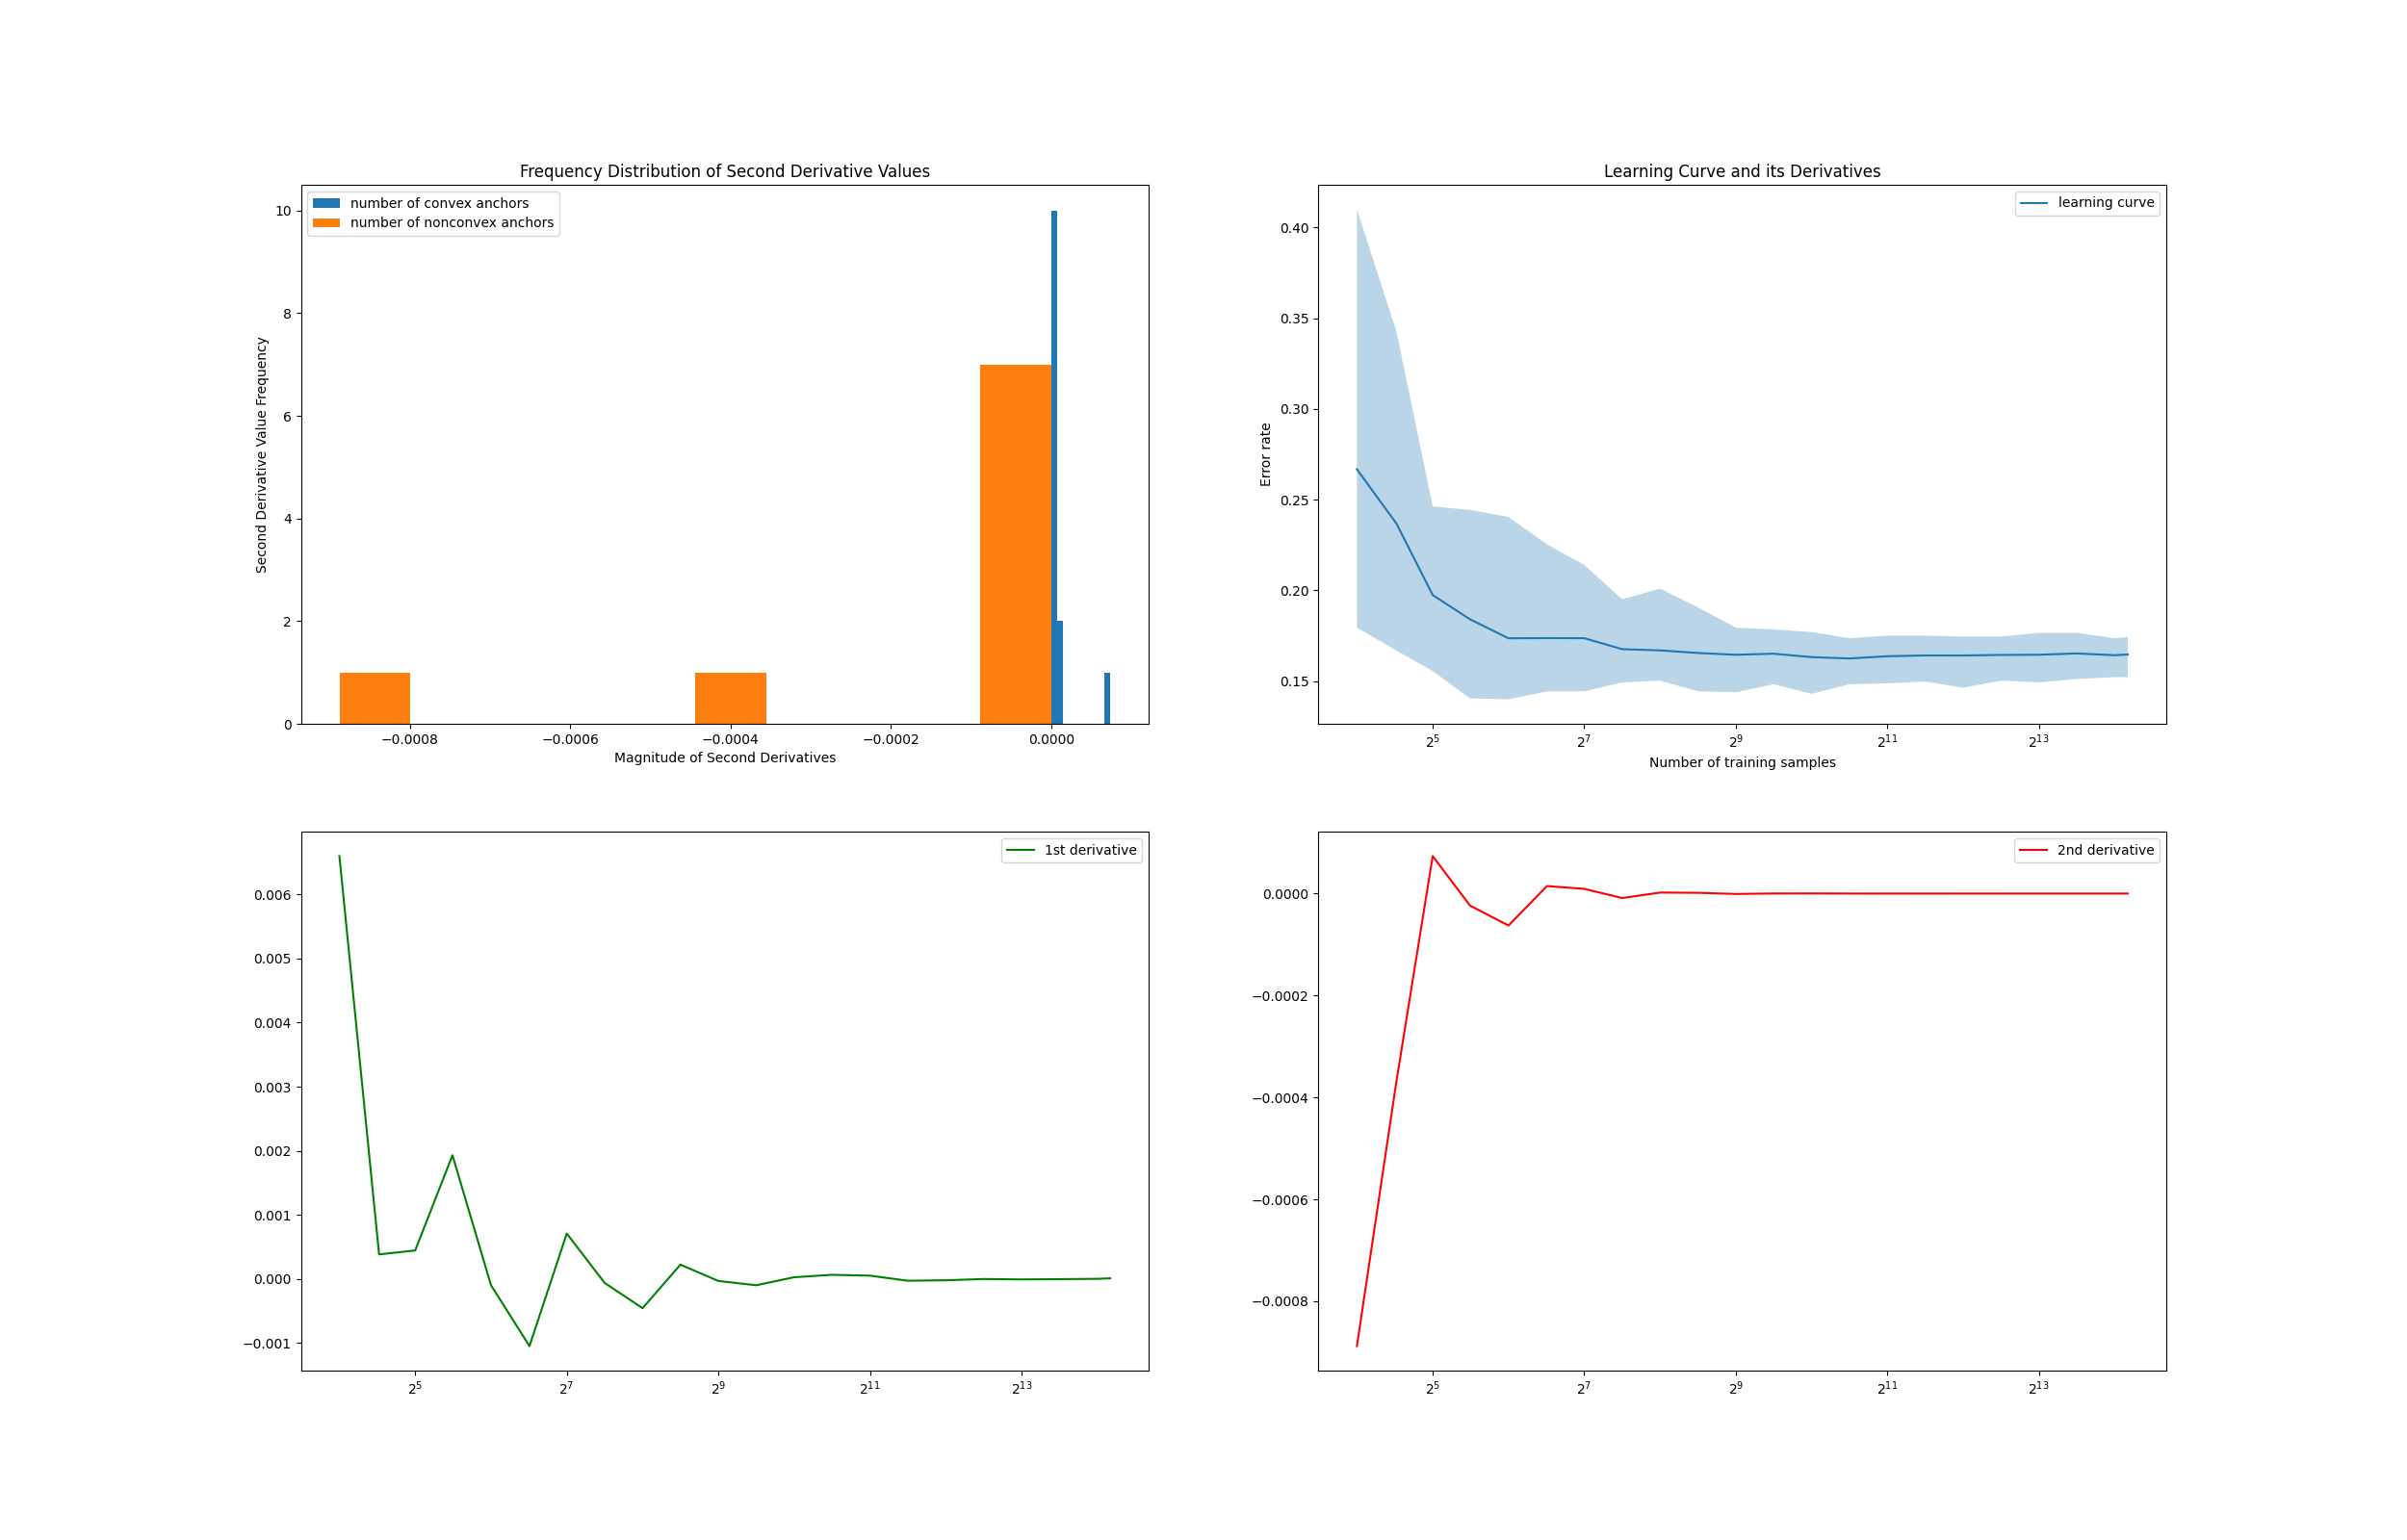 Frequency Distribution of Second Derivative Values
number of convex anchors
number of nonconvex anchors
Second Derivative Value Frequency
10
8
6
4
2
0
−0.0008 −0.0006 −0.0004 −0.0002 0.0000
Magnitude of Second Derivatives
Learning Curve and its Derivatives
learning curve
Error rate
0.40
0.35
0.30
0.25
0.20
0.15
2^5 2^7 2^9 2^11 2^13
Number of training samples
1st derivative
0.006
0.005
0.004
0.003
0.002
0.001
0.000
−0.001
2^5 2^7 2^9 2^11 2^13
2nd derivative
0.0000
−0.0002
−0.0004
−0.0006
−0.0008
2^5 2^7 2^9 2^11 2^13